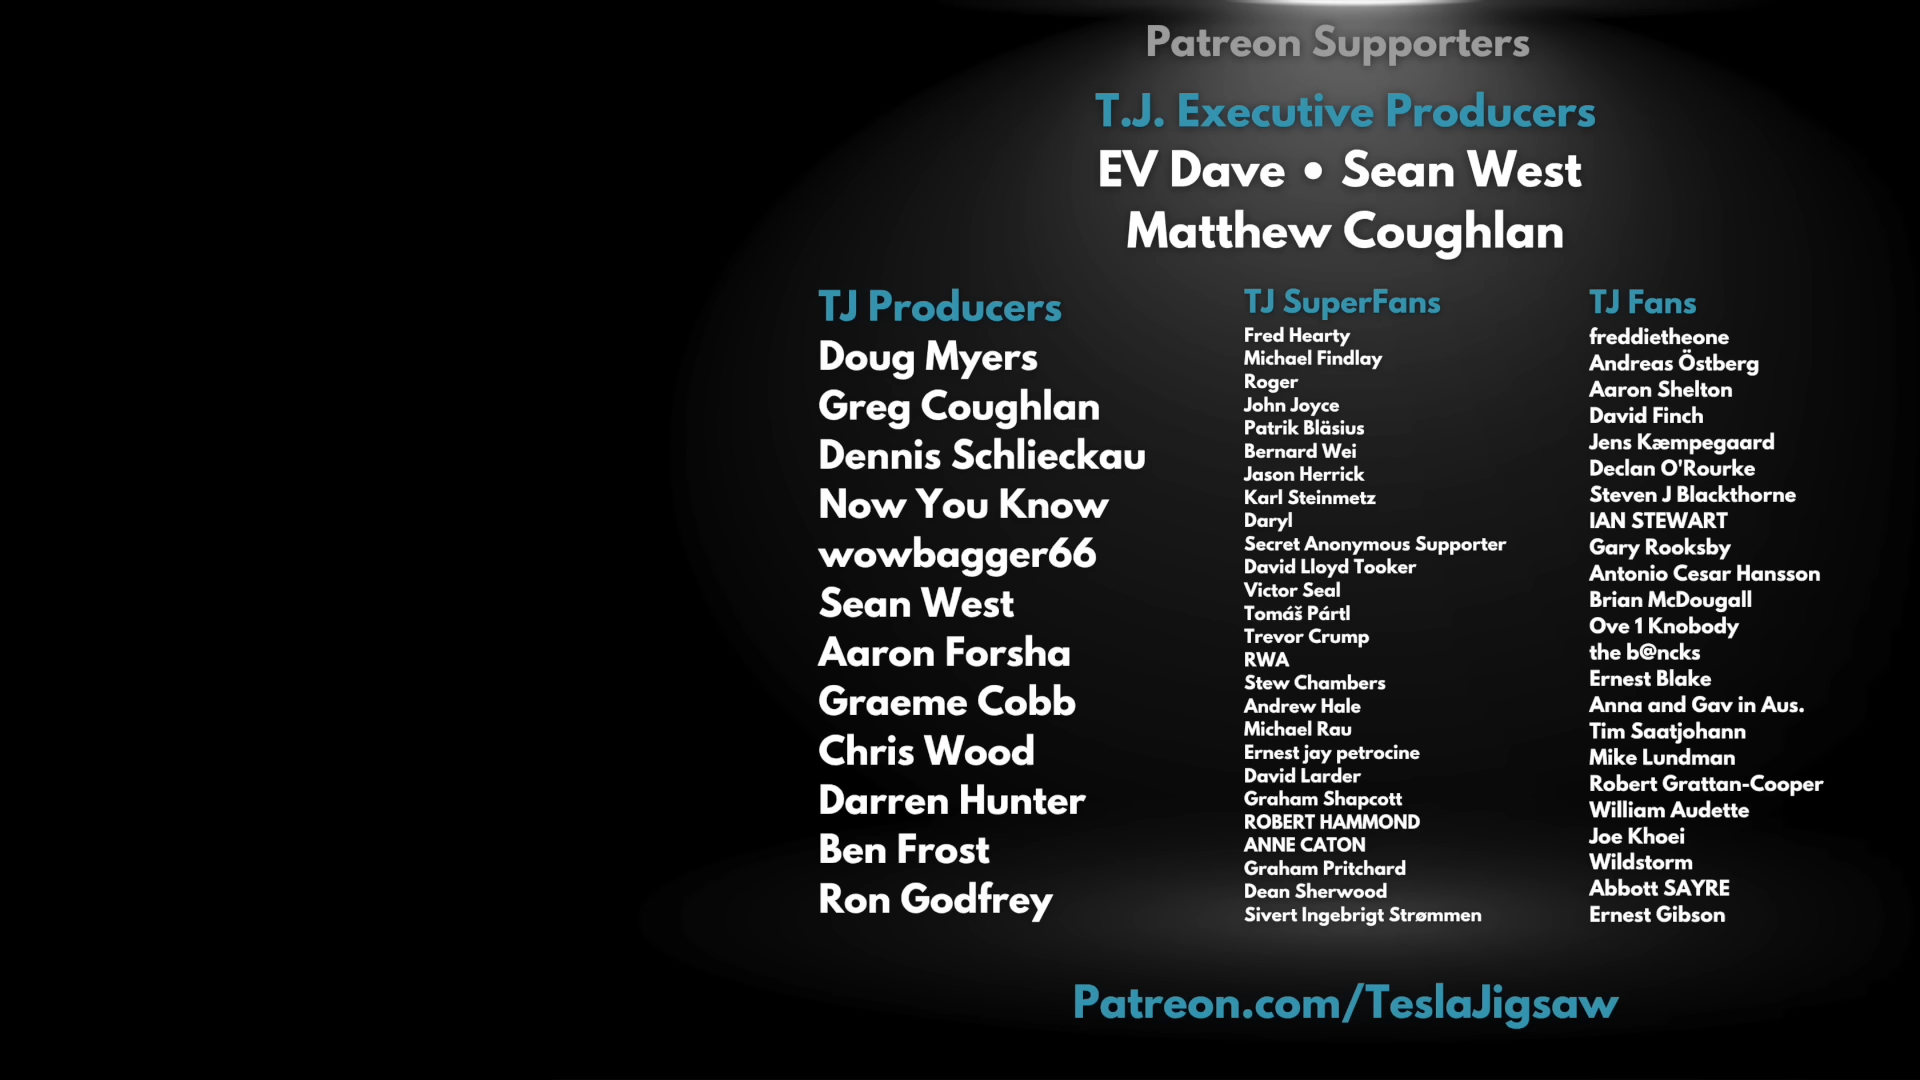 Patreon Supporters
T.J. Executive Producers
EV Dave • Sean West
Matthew Coughlan
TJ Producers
Doug Myers
Greg Coughlan
Dennis Schlieckau
Now You Know
wowbagger66
Sean West
Aaron Forsha
Graeme Cobb
Chris Wood
Darren Hunter
Ben Frost
Ron Godfrey
TJ SuperFans
Fred Hearty
Michael Findlay
Roger
John Joyce
Patrik Bläsius
Bernard Wei
Jason Herrick
Karl Steinmetz
Daryl
Secret Anonymous Supporter
David Lloyd Tooker
Victor Seal
Tomáš Pártl
Trevor Crump
RWA
Stew Chambers
Andrew Hale
Michael Rau
Ernest jay petrocine
David Larder
Graham Shapcott
ROBERT HAMMOND
ANNE CATON
Graham Pritchard
Dean Sherwood
Sivert Ingebrigt Strømmen
TJ Fans
freddietheone
Andreas Östberg
Aaron Shelton
David Finch
Jens Kæmpegaard
Declan O'Rourke
Steven J Blackthorne
IAN STEWART
Gary Rooksby
Antonio Cesar Hansson
Brian McDougall
Ove 1 Knobody
the b@ncks
Ernest Blake
Anna and Gav in Aus.
Tim Saatjohann
Mike Lundman
Robert Grattan-Cooper
William Audette
Joe Khoei
Wildstorm
Abbott SAYRE
Ernest Gibson
Patreon.com/TeslaJigsaw